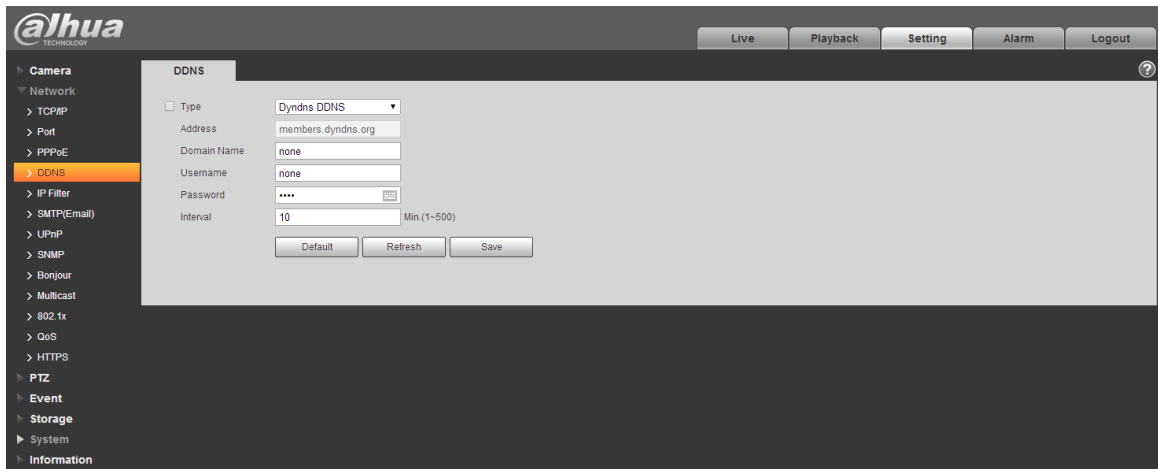 alhua
TECHNOLOGY
Live Playback Setting Alarm Logout
Camera
Network
TCP/IP
Port
PPPoE
DDNS
IP Filter
SMTP(Email)
UPnP
SNMP
Bonjour
Multicast
802.1x
QoS
HTTPS
PTZ
Event
Storage
System
Information
DDNS
?
Type Dyndns DDNS
Address members.dyndns.org
Domain Name none
Username none
Password ••••
Interval 10 Min.(1~500)
Default Refresh Save